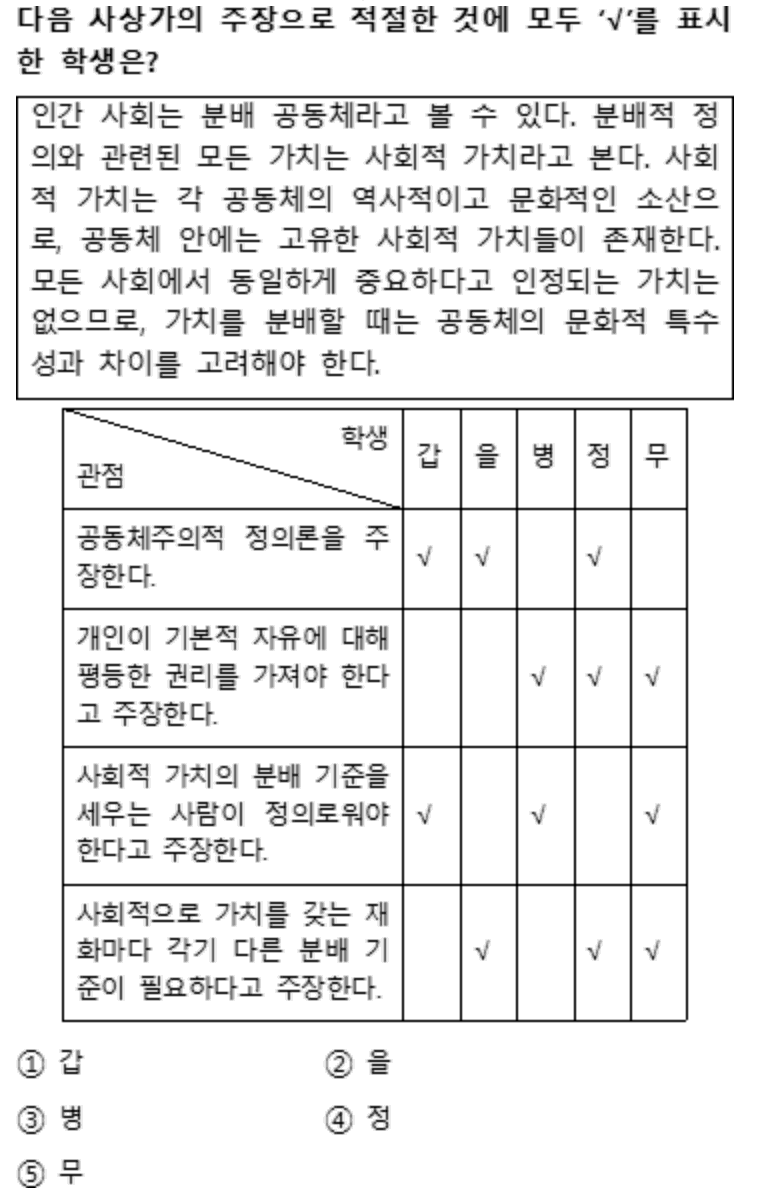 다음 사상가의 주장으로 적절한 것에 모두 ‘√’를 표시
한 학생은?
인간 사회는 분배 공동체라고 볼 수 있다. 분배적 정
의와 관련된 모든 가치는 사회적 가치라고 본다. 사회
적 가치는 각 공동체의 역사적이고 문화적인 소산으
로, 공동체 안에는 고유한 사회적 가치들이 존재한다.
모든 사회에서 동일하게 중요하다고 인정되는 가치는
없으므로, 가치를 분배할 때는 공동체의 문화적 특수
성과 차이를 고려해야 한다.
학생
관점
갑 을 병 정 무
공동체주의적 정의론을 주
장한다.
√ √ √
개인이 기본적 자유에 대해
평등한 권리를 가져야 한다
고 주장한다.
√ √ √
사회적 가치의 분배 기준을
세우는 사람이 정의로워야
한다고 주장한다.
√ √ √
사회적으로 가치를 갖는 재
화마다 각기 다른 분배 기
준이 필요하다고 주장한다.
√ √ √
① 갑 ② 을
③ 병 ④ 정
⑤ 무